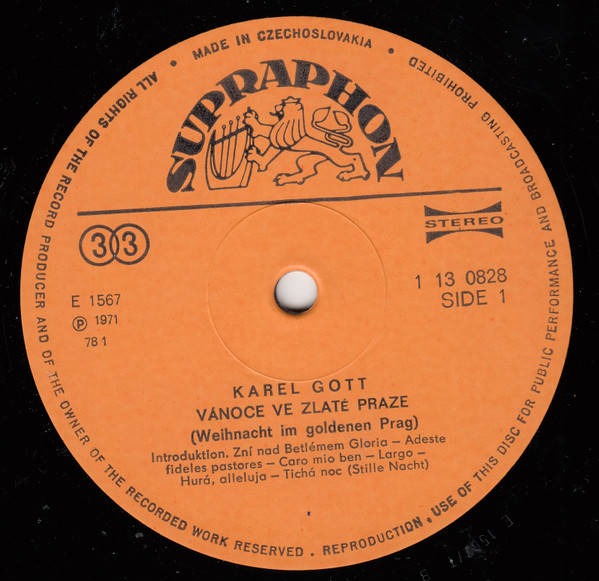 ALL RIGHTS OF THE RECORD PRODUCER AND OF THE OWNER OF THE RECORDED WORK RESERVED . REPRODUCTION, USE OF THIS DISC FOR PUBLIC PERFORMANCE AND BROADCASTING PROHIBITED
• MADE IN CZECHOSLOVAKIA •
SUPRAPHON
STEREO
33
1 13 0828
SIDE 1
E 1567
Ⓟ 1971
78 1
KAREL GOTT
VÁNOCE VE ZLATÉ PRAZE
(Weihnacht im goldenen Prag)
Introduktion. Zní nad Betlémem Gloria – Adeste
fideles pastores – Caro mio ben – Largo –
Hurá, alleluja – Tichá noc (Stille Nacht)